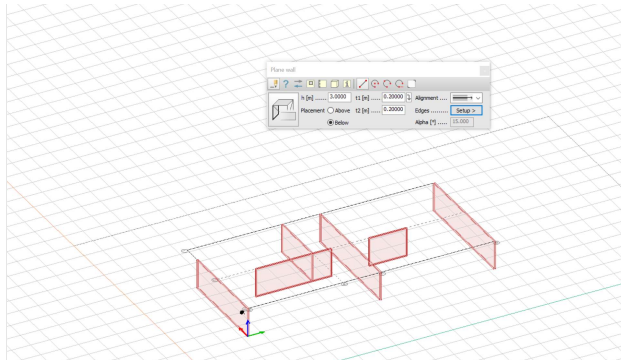 Plane wall
h [m] ...... 3.0000 t1 [m] ..... 0.20000 Alignment ....
Placement Above t2 [m] ..... 0.20000 Edges ........ Setup >
Below Alpha [°] ..... 15.000